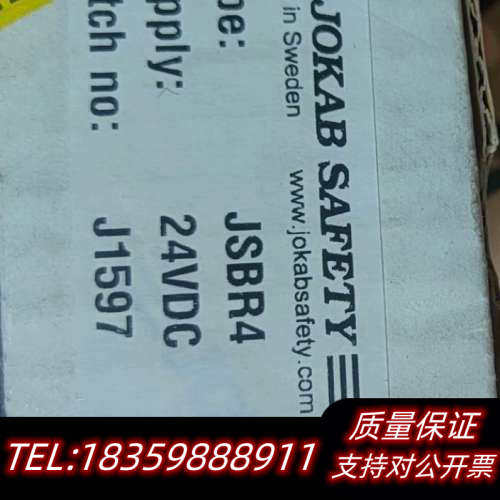 JOKAB SAFETY
in Sweden www.jokabsafety.com
pe: JSBR4
pply: 24VDC
tch no: J1597
TEL:18359888911
质量保证
支持对公开票